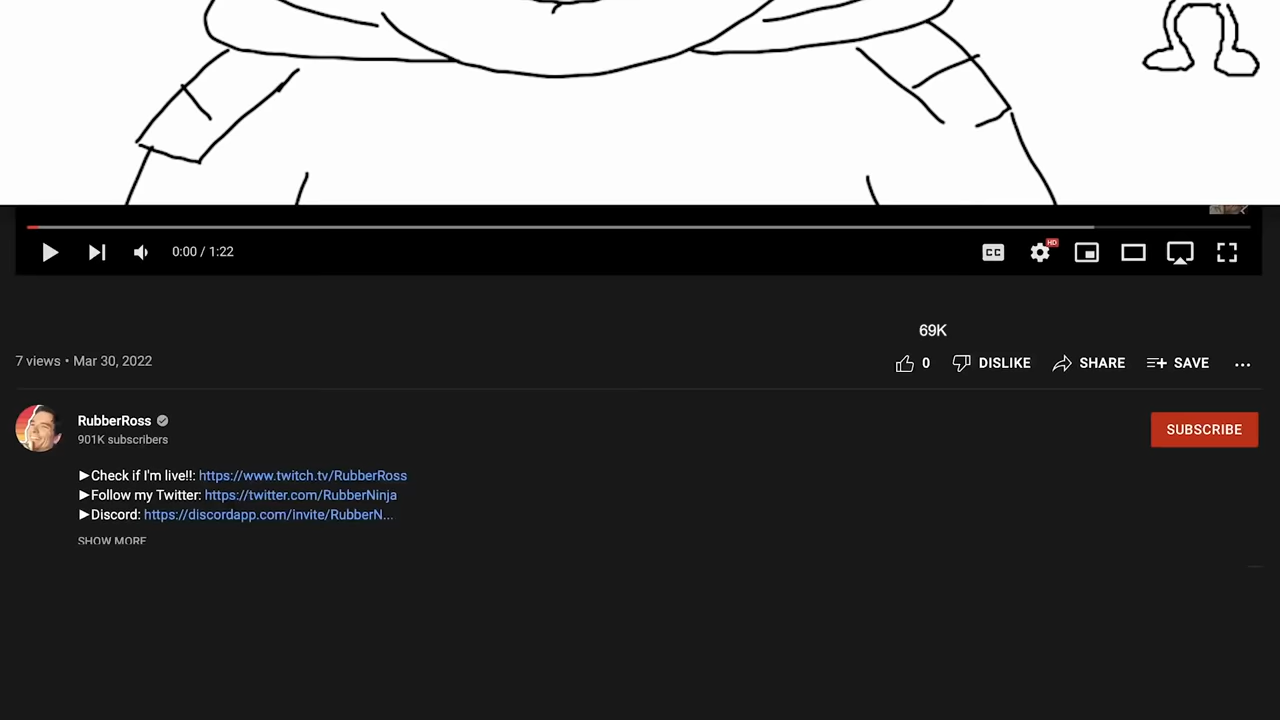 0:00 / 1:22
CC
HD
69K
7 views • Mar 30, 2022
0
DISLIKE
SHARE
SAVE
RubberRoss
901K subscribers
SUBSCRIBE
▶Check if I'm live!!: https://www.twitch.tv/RubberRoss
▶Follow my Twitter: https://twitter.com/RubberNinja
▶Discord: https://discordapp.com/invite/RubberN...
SHOW MORE